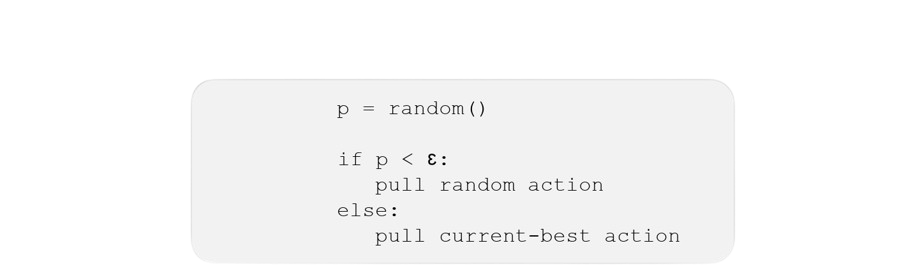 p = random()
if p < ε:
pull random action
else:
pull current-best action